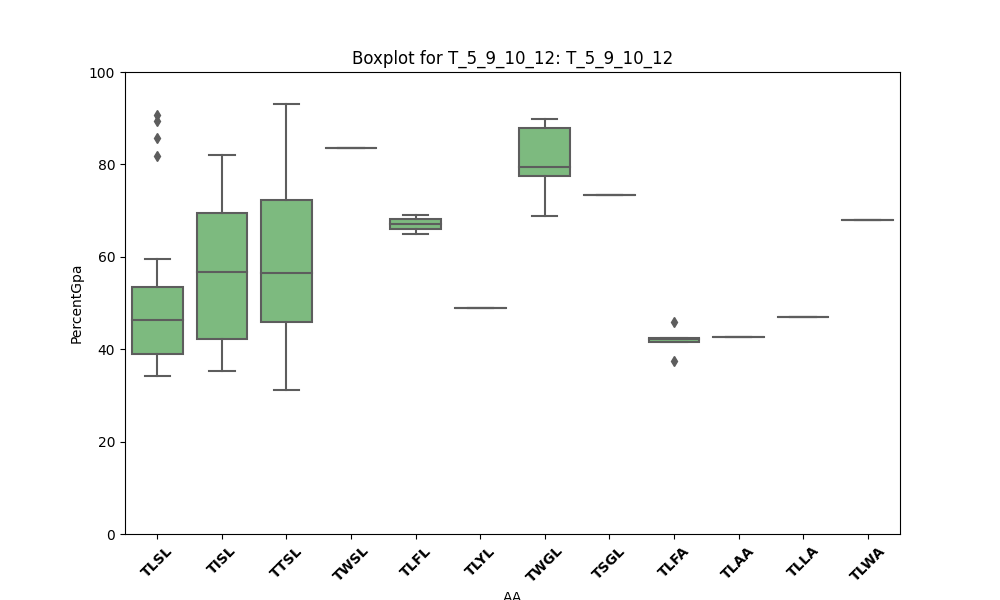 Boxplot for T_5_9_10_12: T_5_9_10_12
PercentGpa
100
80
60
40
20
0
TLSL
TISL
TTSL
TWSL
TLFL
TLYL
TWGL
TSGL
TLFA
TLAA
TLLA
TLWA
AA